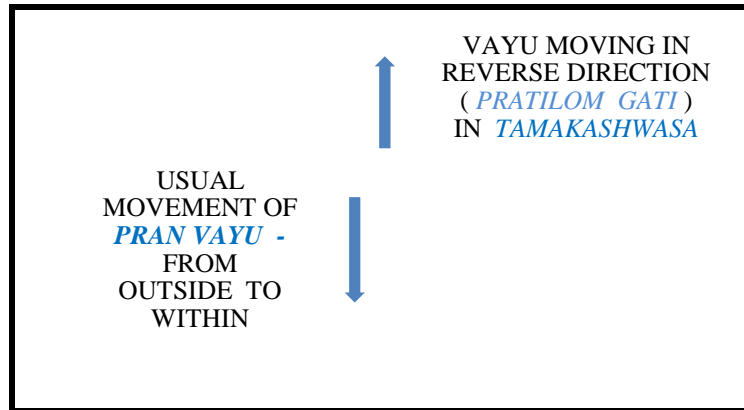 VAYU MOVING IN
REVERSE DIRECTION
( PRATILOM GATI )
IN TAMAKASHWASA
USUAL
MOVEMENT OF
PRAN VAYU -
FROM
OUTSIDE TO
WITHIN